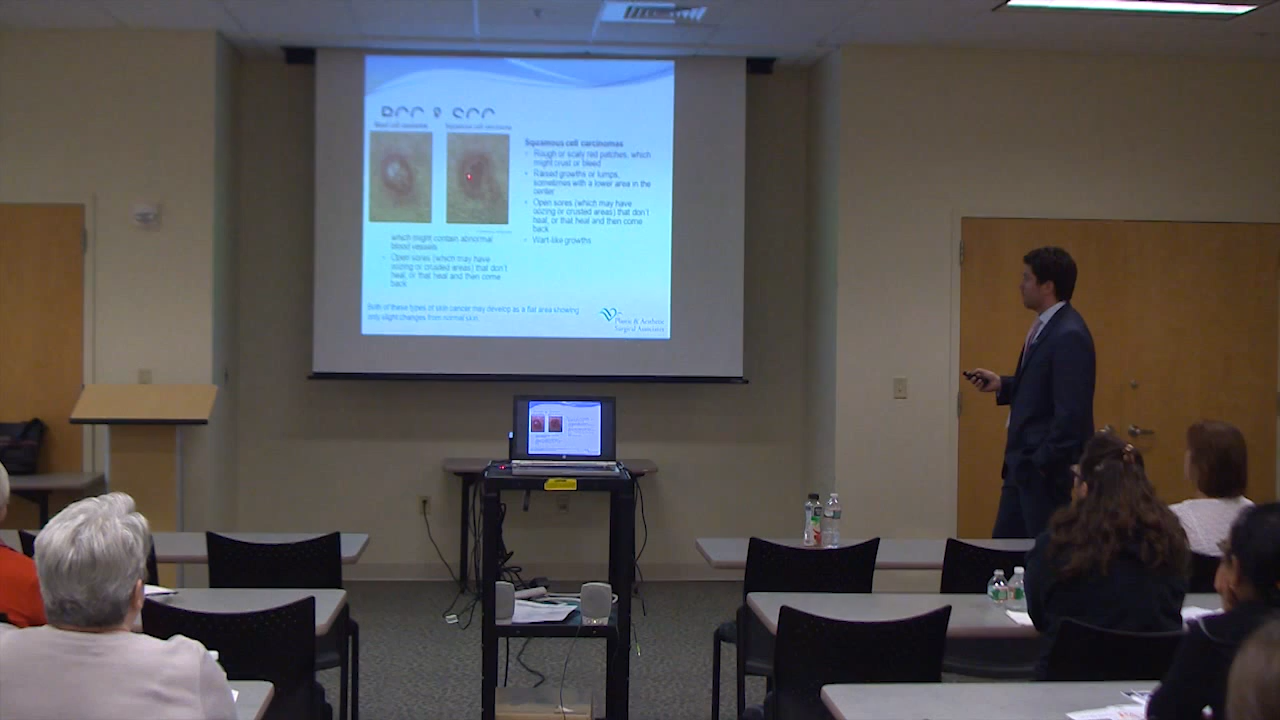 BCC & SCC
Basal cell carcinoma
Squamous cell carcinoma
which might contain abnormal
blood vessels
- Open sores (which may have
oozing or crusted areas) that don't
heal, or that heal and then come
back
Squamous cell carcinomas
- Rough or scaly red patches, which
might crust or bleed
- Raised growths or lumps,
sometimes with a lower area in the
center
- Open sores (which may have
oozing or crusted areas) that don't
heal, or that heal and then come
back
- Wart-like growths
Both of these types of skin cancer may develop as a flat area showing
only slight changes from normal skin.
Plastic & Aesthetic
Surgical Associates